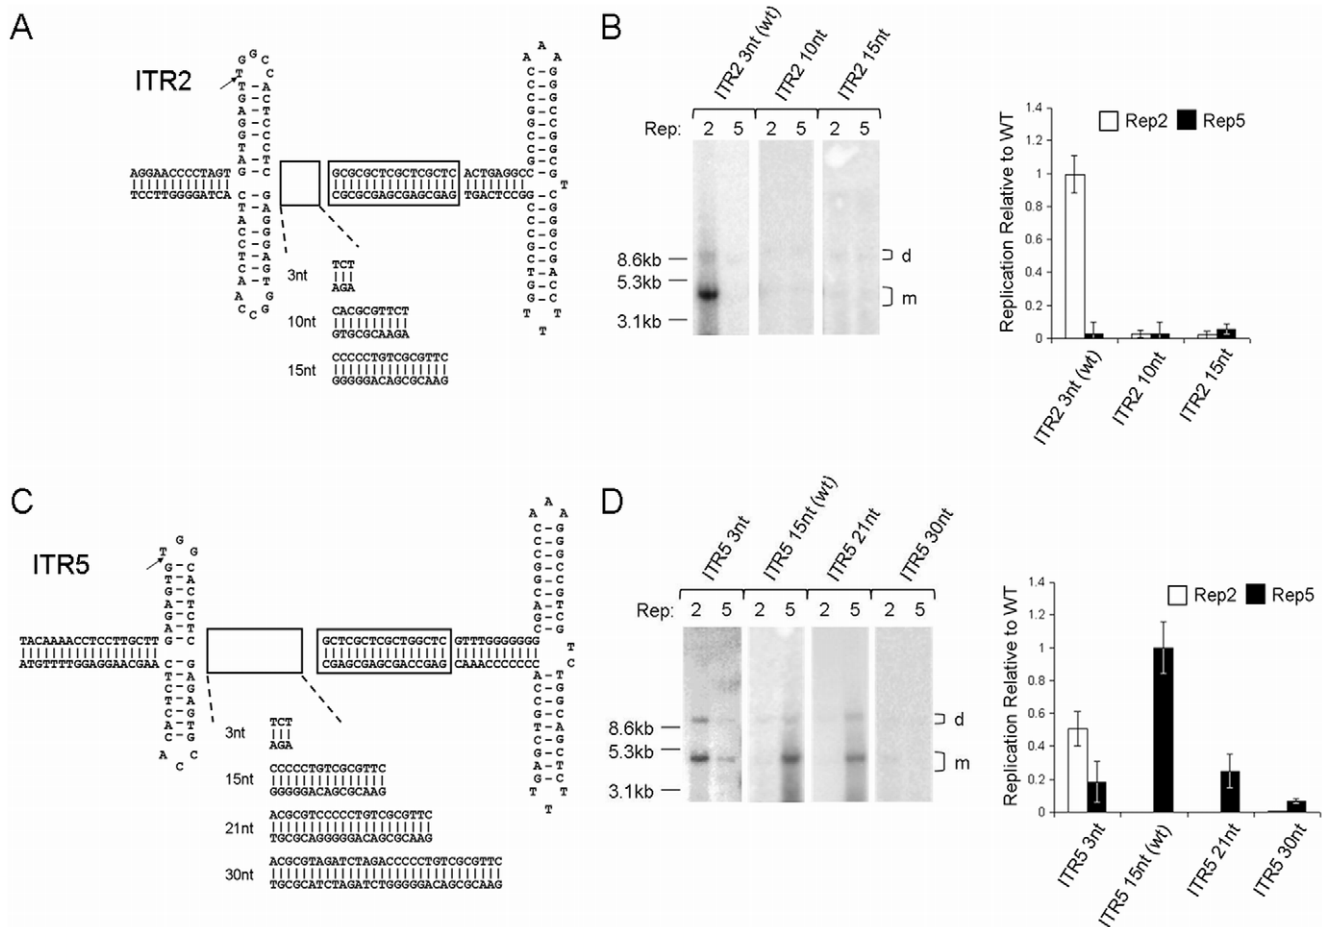 A
ITR2
AGGAACCCCTAGT
TCCTTGGGGATCA
GCGCGCTCGCTCGCTC
CGCGCGAGCGAGCGAG
ACTGAGGCC
TGACTCCGG
3nt
TCT
AGA
10nt
CACGCGTTCT
GTGCGCAAGA
15nt
CCCCCTGTCGCGTTC
GGGGGACAGCGCAAG
B
ITR2 3nt (wt)
ITR2 10nt
ITR2 15nt
Rep: 2 5 2 5 2 5
8.6kb
5.3kb
3.1kb
d
m
Replication Relative to WT
Rep2
Rep5
1.4
1.2
1
0.8
0.6
0.4
0.2
0
ITR2 3nt (wt)
ITR2 10nt
ITR2 15nt
C
ITR5
TACAAAACCTCCTTGCTT
ATGTTTTGGAGGAACGAA
GCTCGCTCGCTGGCTC
CGAGCGAGCGACCGAG
GTTTGGGGGGG
CAAACCCCCCC
3nt
TCT
AGA
15nt
CCCCCTGTCGCGTTC
GGGGGACAGCGCAAG
21nt
ACGCGTCCCCCTGTCGCGTTC
TGCGCAGGGGGACAGCGCAAG
30nt
ACGCGTAGATCTAGACCCCCTGTCGCGTTC
TGCGCATCTAGATCTGGGGGACAGCGCAAG
D
ITR5 3nt
ITR5 15nt (wt)
ITR5 21nt
ITR5 30nt
Rep: 2 5 2 5 2 5 2 5
8.6kb
5.3kb
3.1kb
d
m
Replication Relative to WT
Rep2
Rep5
1.4
1.2
1
0.8
0.6
0.4
0.2
0
ITR5 3nt
ITR5 15nt (wt)
ITR5 21nt
ITR5 30nt